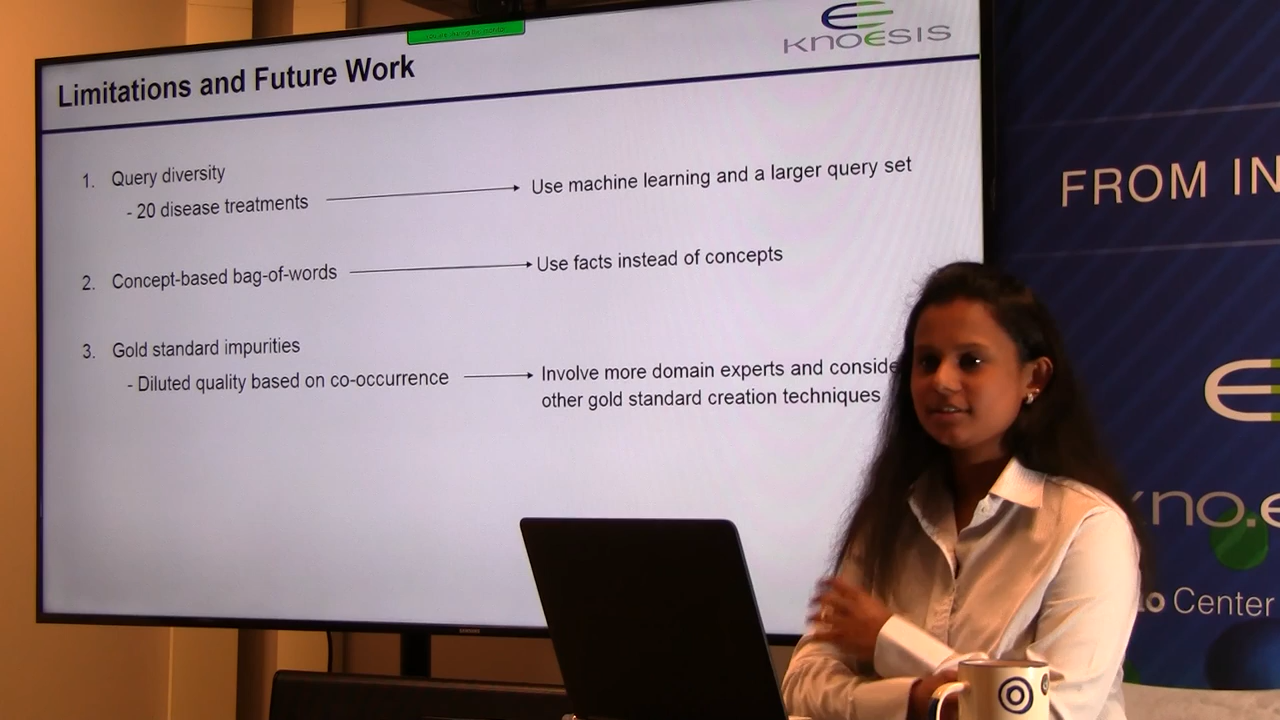 KNOESIS
Limitations and Future Work
1. Query diversity
- 20 disease treatments
Use machine learning and a larger query set
2. Concept-based bag-of-words
Use facts instead of concepts
3. Gold standard impurities
- Diluted quality based on co-occurrence
Involve more domain experts and conside
other gold standard creation techniques
FROM IN
kno.e
Center
SAMSUNG